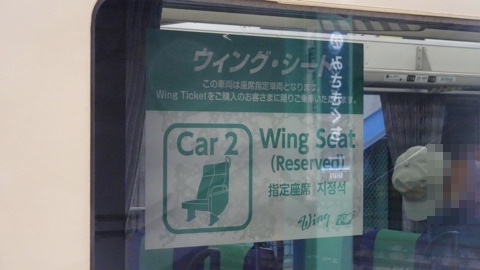 ウィング・シート
この車両は座席指定車両となります。
Wing Ticketをご購入のお客さまに限りご乗車いただけます。
Car 2
Wing Seat
(Reserved)
指定座席 지정석
Wing